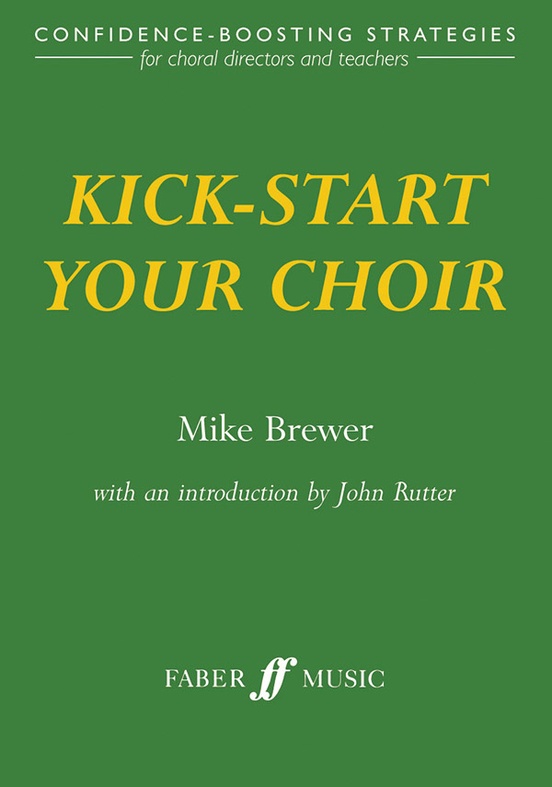 CONFIDENCE-BOOSTING STRATEGIES
for choral directors and teachers
KICK-START
YOUR CHOIR
Mike Brewer
with an introduction by John Rutter
FABER ff MUSIC